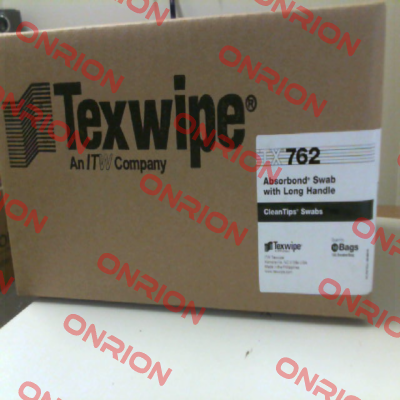 Texwipe®
An ITW Company
TX762
Absorbond® Swab
with Long Handle
CleanTips® Swabs
Texwipe
Bags
ONRION